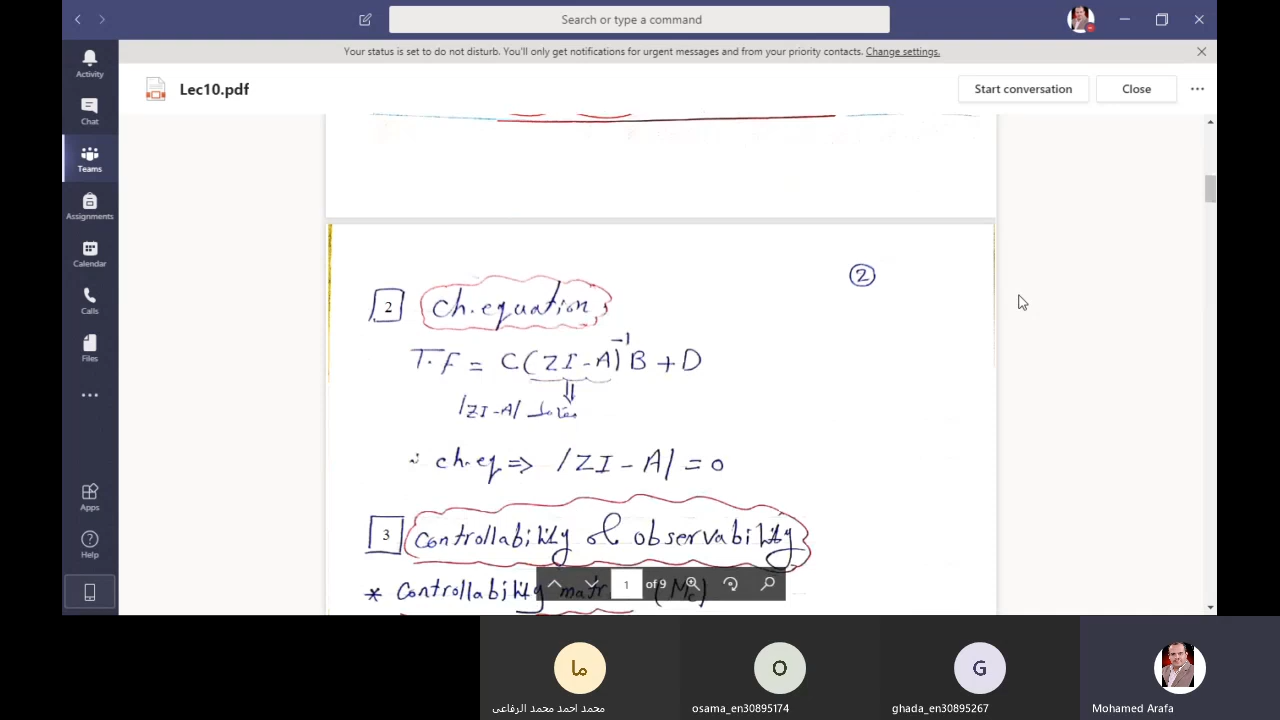 Search or type a command
Your status is set to do not disturb. You'll only get notifications for urgent messages and from your priority contacts. Change settings.
Activity
Chat
Teams
Assignments
Calendar
Calls
Files
Apps
Help
Lec10.pdf
Start conversation
Close
2
2 ch.equation
T.F = C(ZI-A)⁻¹B + D
⇓
|ZI-A|
∴ ch.eq ⇒ |ZI - A| = 0
3 controllability & observability
* controllability matr (Mc)
1 of 9
محمد احمد محمد الرفاعى
ما
osama_en30895174
O
ghada_en30895267
G
Mohamed Arafa